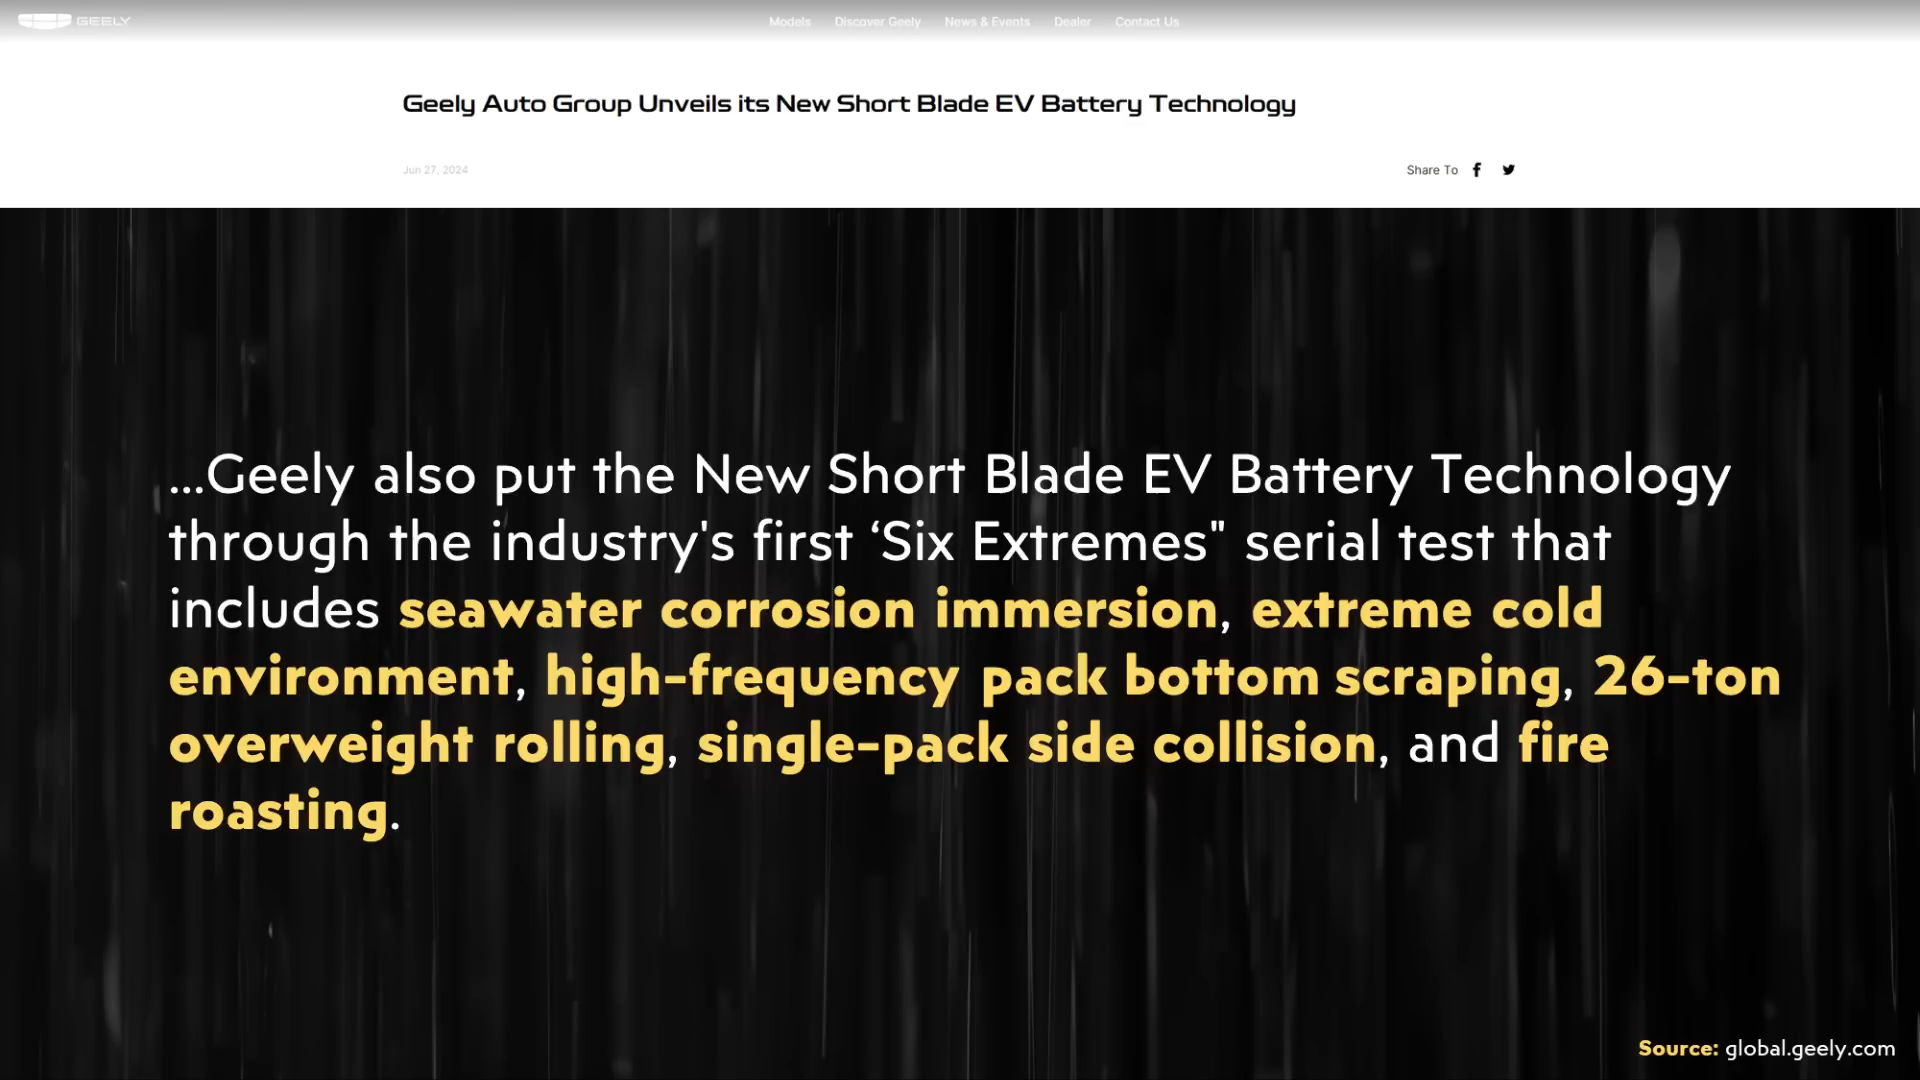 GEELY
Models Discover Geely News & Events Dealer Contact Us
Geely Auto Group Unveils its New Short Blade EV Battery Technology
Jun 27, 2024
Share To
...Geely also put the New Short Blade EV Battery Technology
through the industry's first ‘Six Extremes" serial test that
includes seawater corrosion immersion, extreme cold
environment, high-frequency pack bottom scraping, 26-ton
overweight rolling, single-pack side collision, and fire
roasting.
Source: global.geely.com